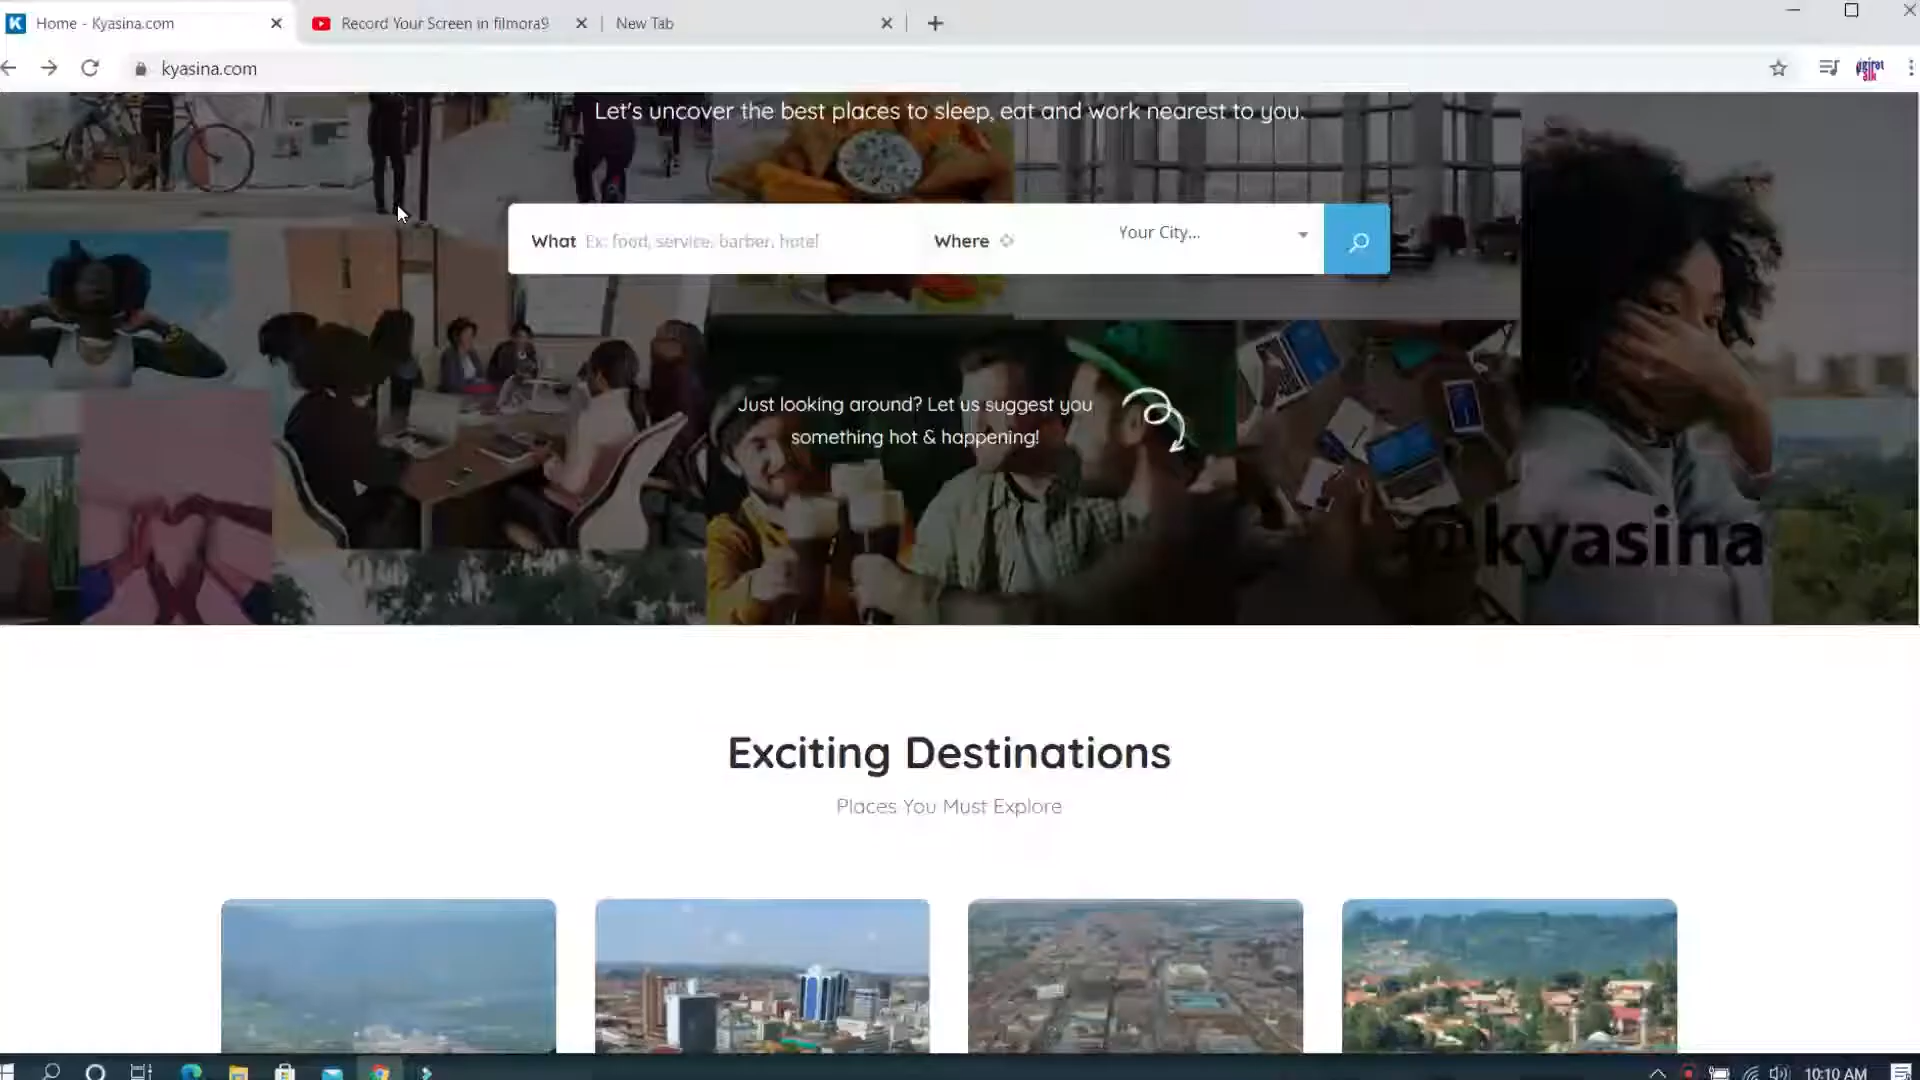 Home - Kyasina.com
Record Your Screen in filmora9
New Tab
kyasina.com
Let's uncover the best places to sleep, eat and work nearest to you.
What Ex: food, service, barber, hotel
Where
Your City...
Just looking around? Let us suggest you
something hot & happening!
@kyasina
Exciting Destinations
Places You Must Explore
10:10 AM